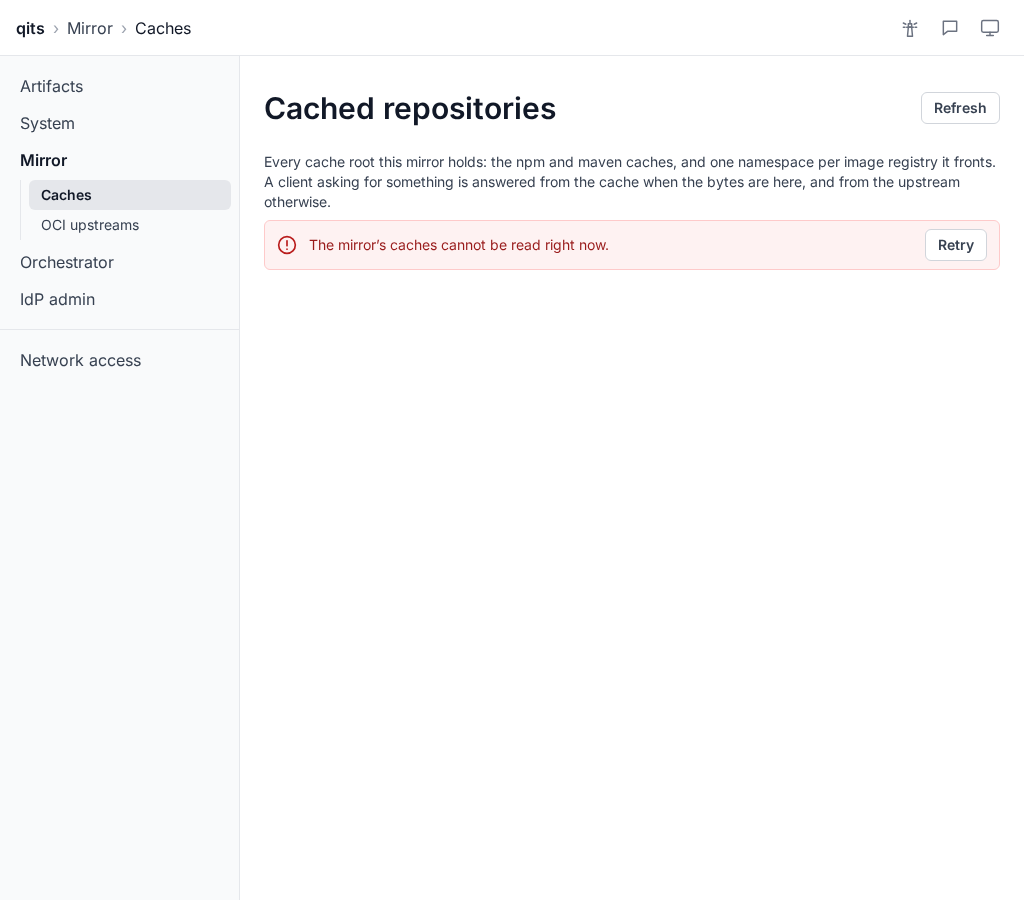 qits › Mirror › Caches
Artifacts
System
Mirror
Caches
OCI upstreams
Orchestrator
IdP admin
Network access
Cached repositories
Refresh
Every cache root this mirror holds: the npm and maven caches, and one namespace per image registry it fronts.
A client asking for something is answered from the cache when the bytes are here, and from the upstream
otherwise.
The mirror’s caches cannot be read right now.
Retry